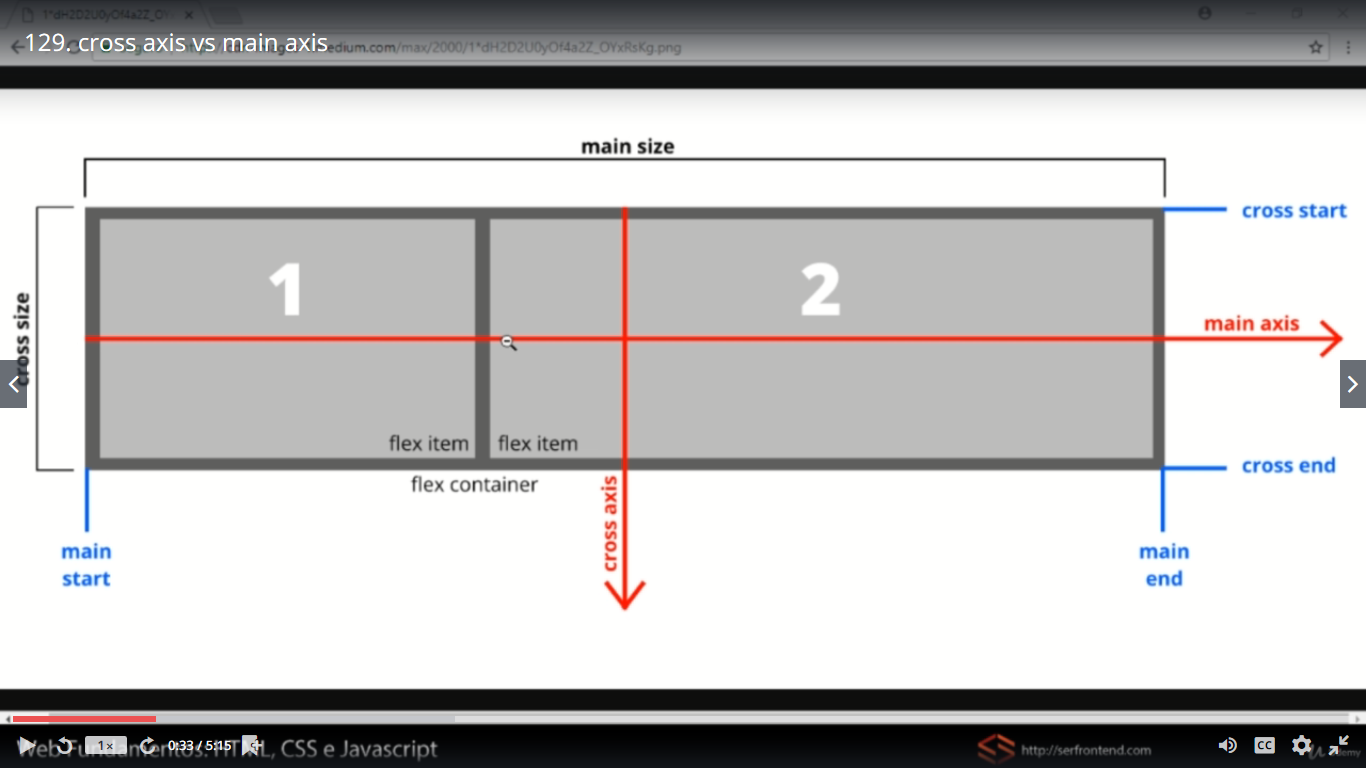 1*dH2D2U0yOf4a2Z_OY
129. cross axis vs main axis
edium.com/max/2000/1*dH2D2U0yOf4a2Z_OYxRsKg.png
main size
cross start
cross size
1
2
main axis
flex item
flex item
cross end
flex container
cross axis
main
start
main
end
1×
0:33 / 5:15
Web Fundamentos: HTML, CSS e Javascript
http://serfrontend.com
CC